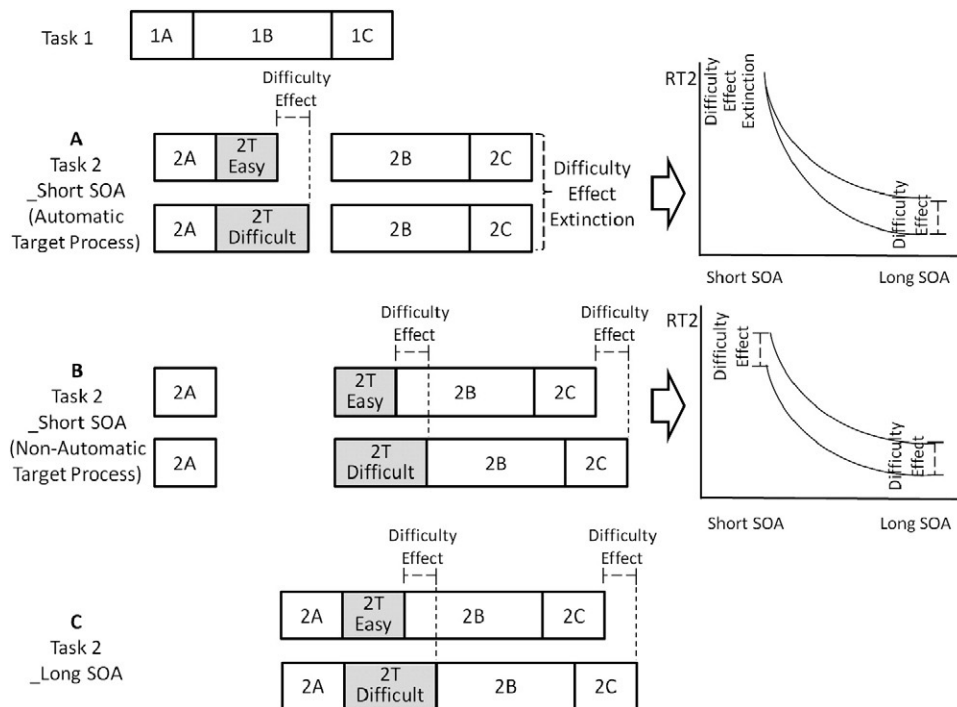 Task 1
1A 1B 1C
Difficulty
Effect
A
Task 2
_Short SOA
(Automatic
Target Process)
2A 2T
Easy
2B 2C
2A 2T
Difficult
2B 2C
Difficulty
Effect
Extinction
RT2
Difficulty
Effect
Extinction
Difficulty
Effect
Short SOA Long SOA
B
Task 2
_Short SOA
(Non-Automatic
Target Process)
Difficulty
Effect
Difficulty
Effect
2A 2T
Easy
2B 2C
2A 2T
Difficult
2B 2C
RT2
Difficulty
Effect
Difficulty
Effect
Short SOA Long SOA
C
Task 2
_Long SOA
Difficulty
Effect
Difficulty
Effect
2A 2T
Easy
2B 2C
2A 2T
Difficult
2B 2C